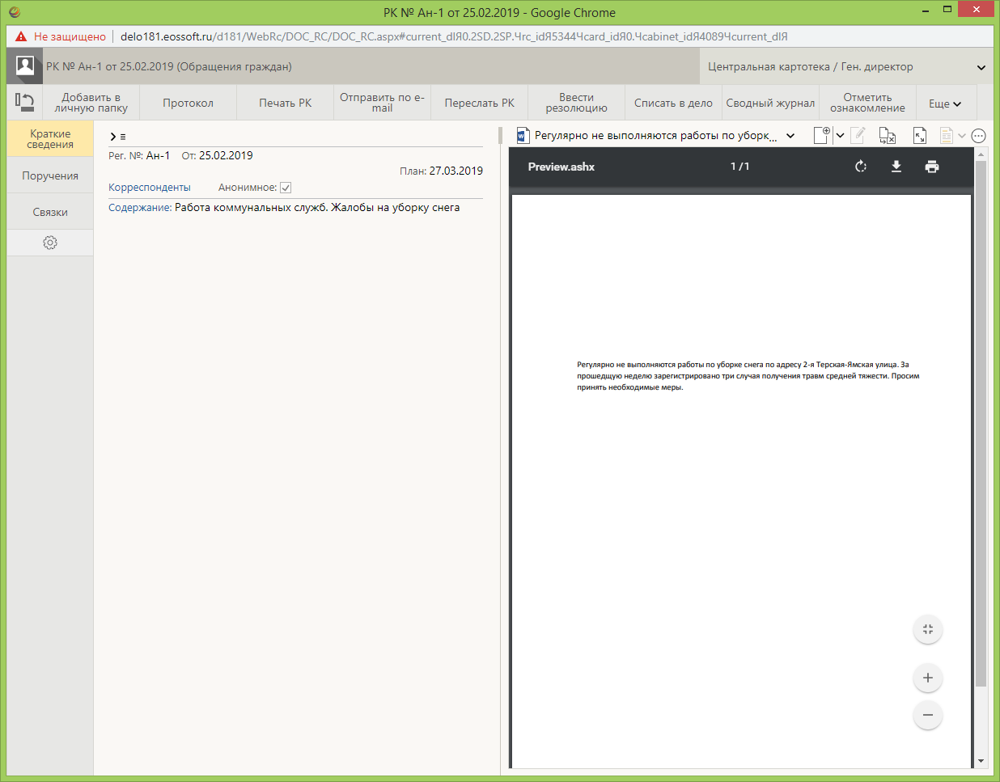 РК № Ан-1 от 25.02.2019 - Google Chrome
Не защищено delo181.eossoft.ru/d181/WebRc/DOC_RC/DOC_RC.aspx#current_dlЯ0.2SD.2SP.Чrc_idЯ5344Чcard_idЯ0.Чcabinet_idЯ4089Чcurrent_dlЯ
РК № Ан-1 от 25.02.2019 (Обращения граждан)
Центральная картотека / Ген. директор
Добавить в
личную папку
Протокол
Печать РК
Отправить по e-
mail
Переслать РК
Ввести
резолюцию
Списать в дело
Сводный журнал
Отметить
ознакомление
Еще
Краткие
сведения
Поручения
Связки
Рег. №: Ан-1 От: 25.02.2019
План: 27.03.2019
Корреспонденты Анонимное:
Содержание: Работа коммунальных служб. Жалобы на уборку снега
Регулярно не выполняются работы по уборк...
Preview.ashx 1 / 1
Регулярно не выполняются работы по уборке снега по адресу 2-я Терская-Ямская улица. За
прошедщую неделю зарегистрировано три случая получения травм средней тяжести. Просим
принять необходимые меры.